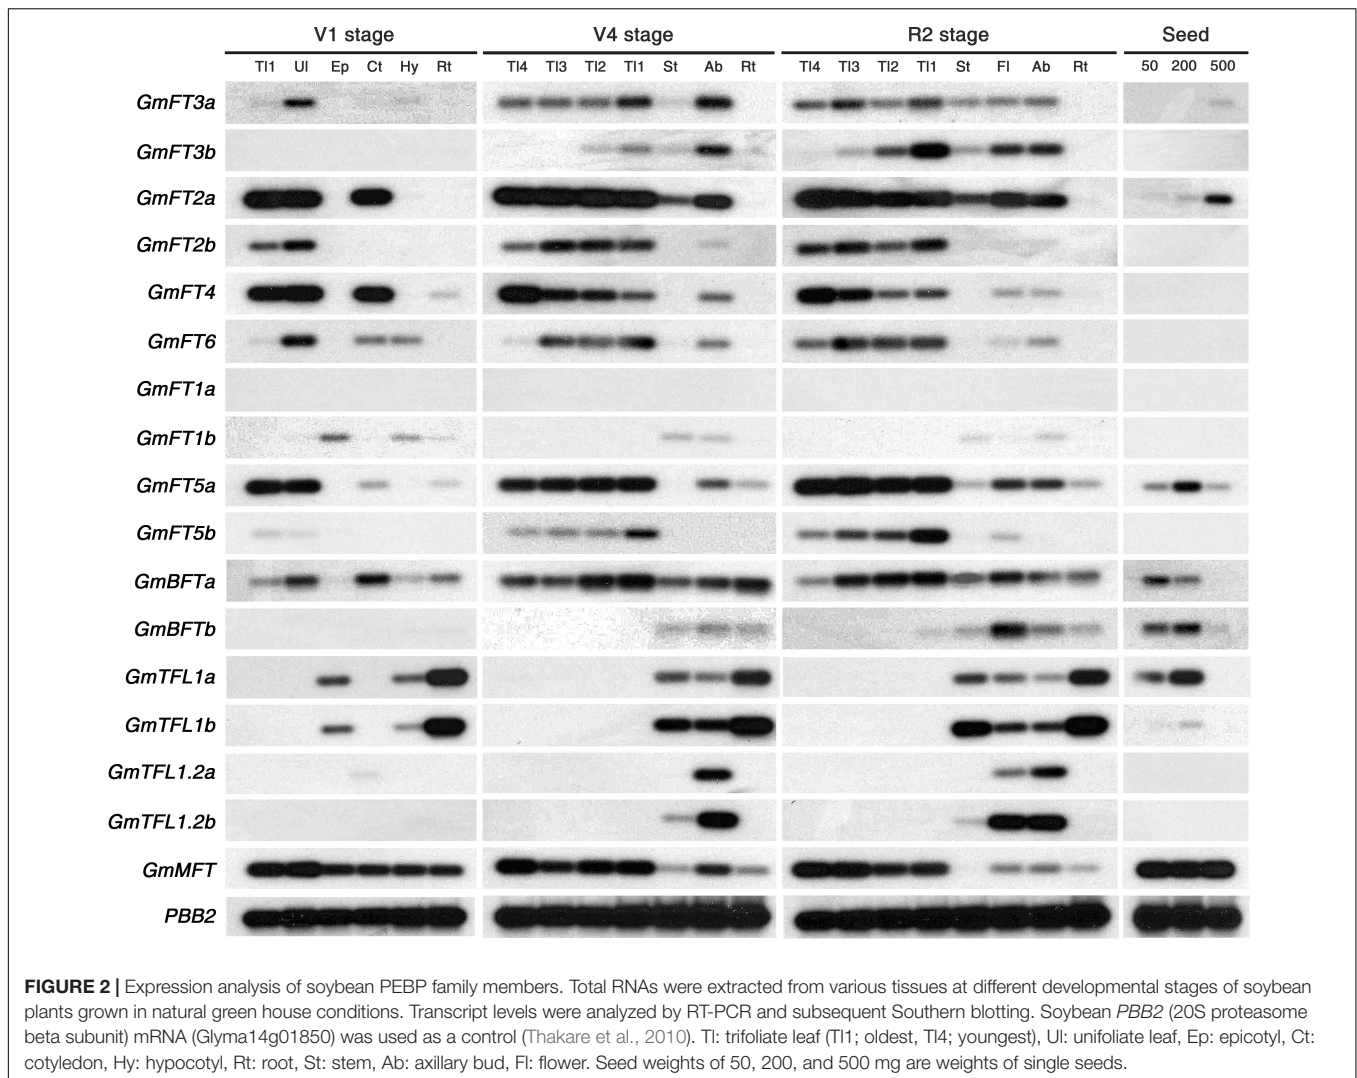 V1 stage V4 stage R2 stage Seed
Tl1 Ul Ep Ct Hy Rt Tl4 Tl3 Tl2 Tl1 St Ab Rt Tl4 Tl3 Tl2 Tl1 St Fl Ab Rt 50 200 500
GmFT3a
GmFT3b
GmFT2a
GmFT2b
GmFT4
GmFT6
GmFT1a
GmFT1b
GmFT5a
GmFT5b
GmBFTa
GmBFTb
GmTFL1a
GmTFL1b
GmTFL1.2a
GmTFL1.2b
GmMFT
PBB2
FIGURE 2 | Expression analysis of soybean PEBP family members. Total RNAs were extracted from various tissues at different developmental stages of soybean
plants grown in natural green house conditions. Transcript levels were analyzed by RT-PCR and subsequent Southern blotting. Soybean PBB2 (20S proteasome
beta subunit) mRNA (Glyma14g01850) was used as a control (Thakare et al., 2010). Tl: trifoliate leaf (Tl1; oldest, Tl4; youngest), Ul: unifoliate leaf, Ep: epicotyl, Ct:
cotyledon, Hy: hypocotyl, Rt: root, St: stem, Ab: axillary bud, Fl: flower. Seed weights of 50, 200, and 500 mg are weights of single seeds.